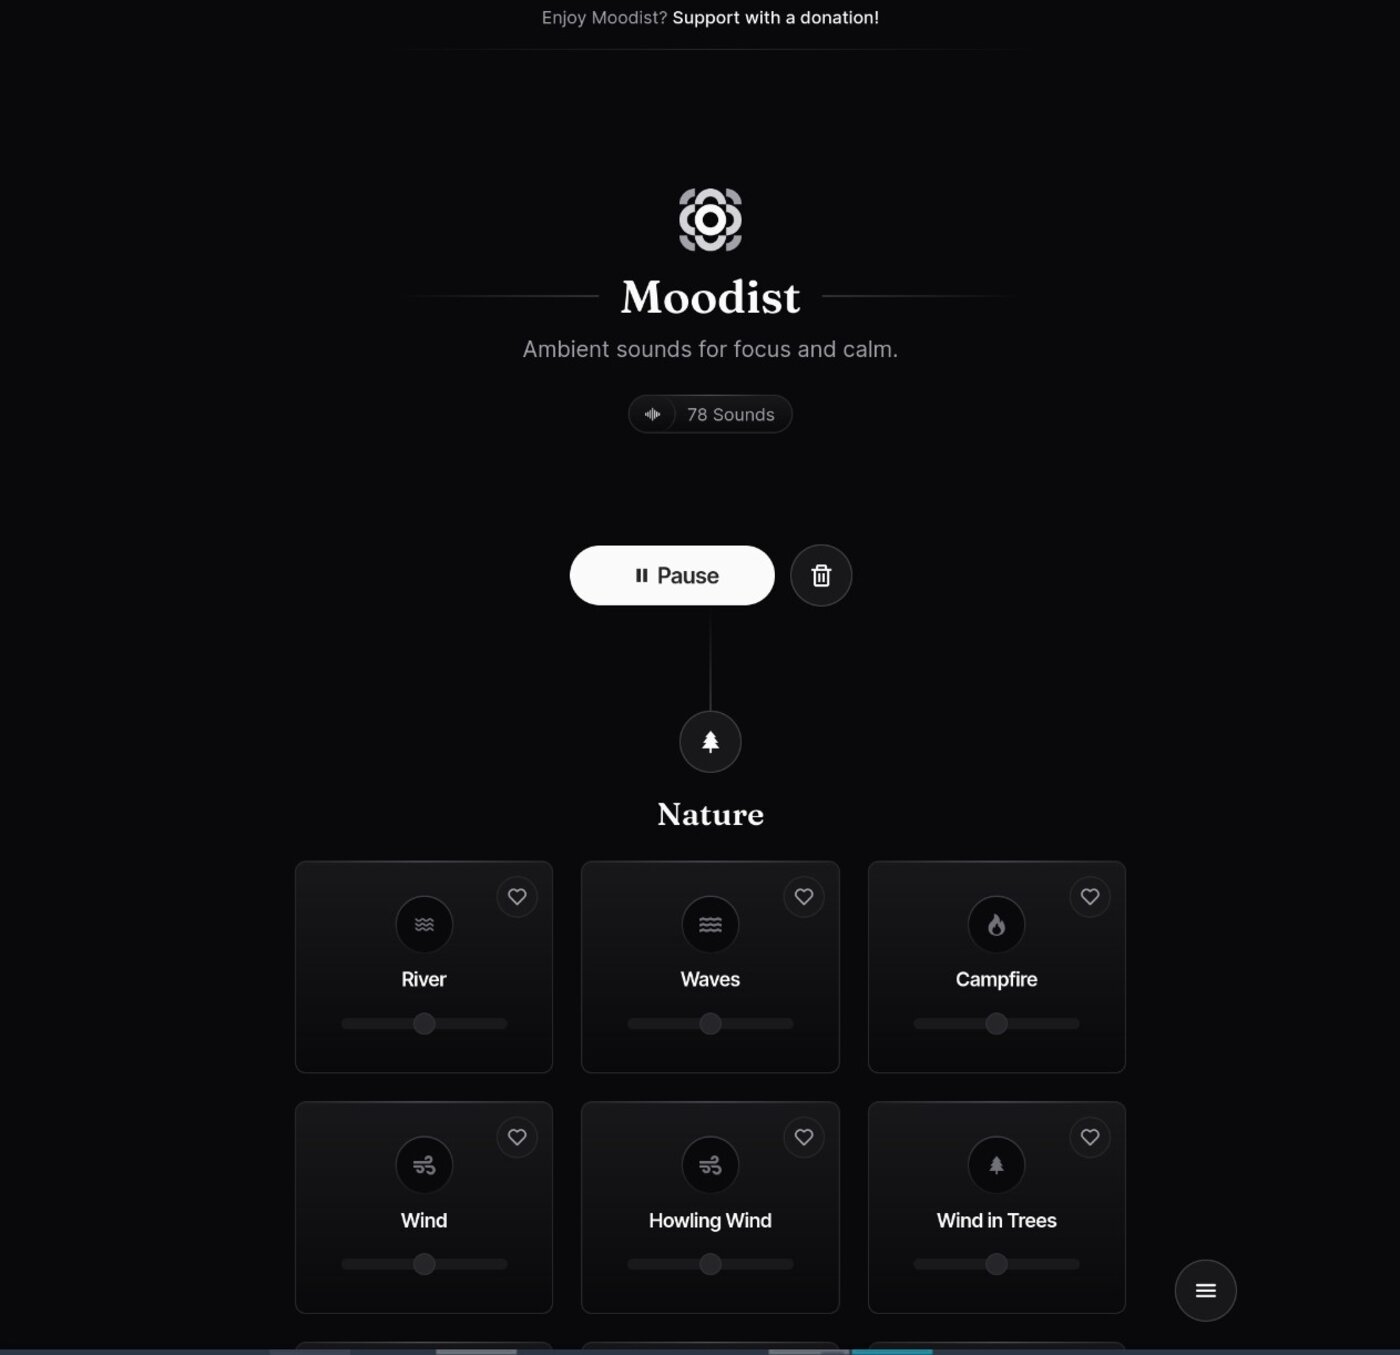 Enjoy Moodist? Support with a donation!
Moodist
Ambient sounds for focus and calm.
78 Sounds
Pause
Nature
River
Waves
Campfire
Wind
Howling Wind
Wind in Trees